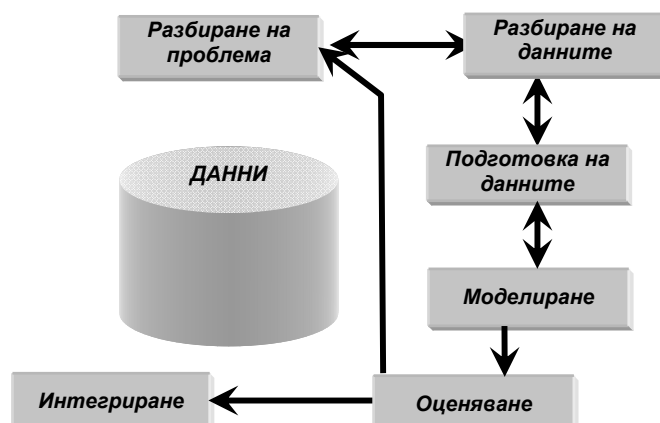 Разбиране на
проблема
Разбиране на
данните
ДАННИ
Подготовка на
данните
Моделиране
Интегриране
Оценяване